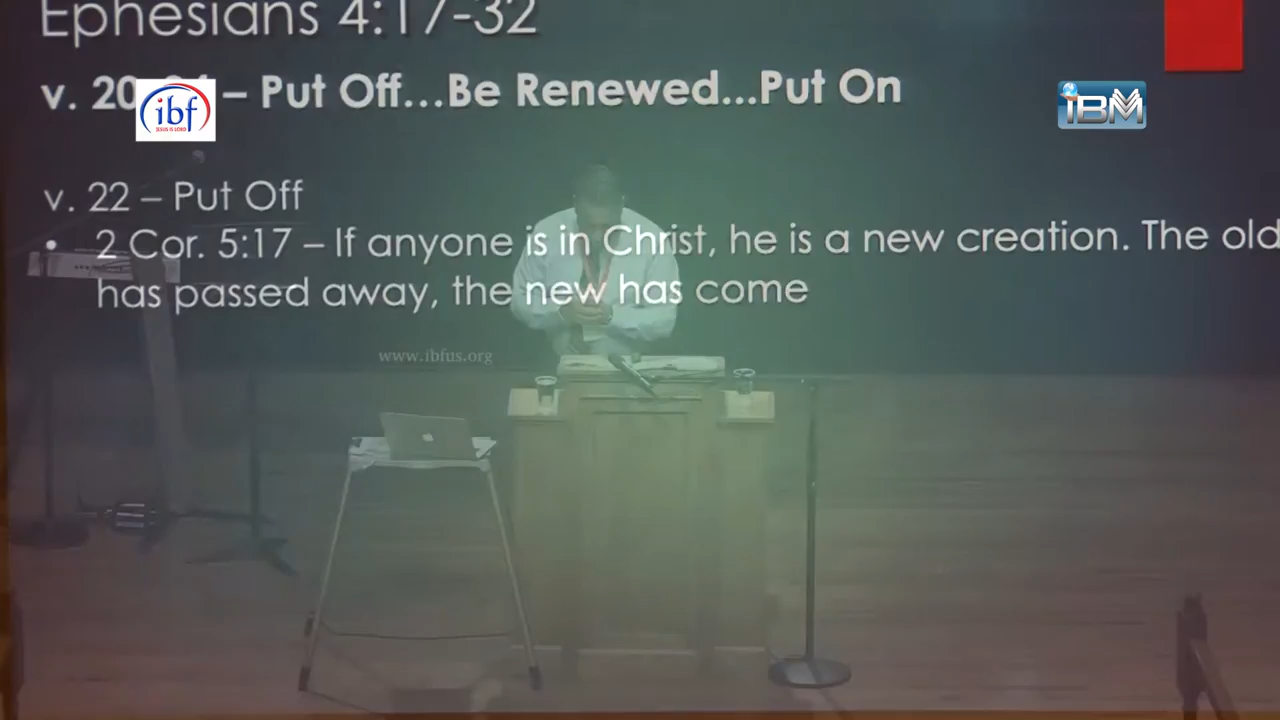 Ephesians 4:17-32
v. 20 – Put Off...Be Renewed...Put On
ibf
JESUS IS LORD
IBM
v. 22 – Put Off
• 2 Cor. 5:17 – If anyone is in Christ, he is a new creation. The old
has passed away, the new has come
www.ibfus.org